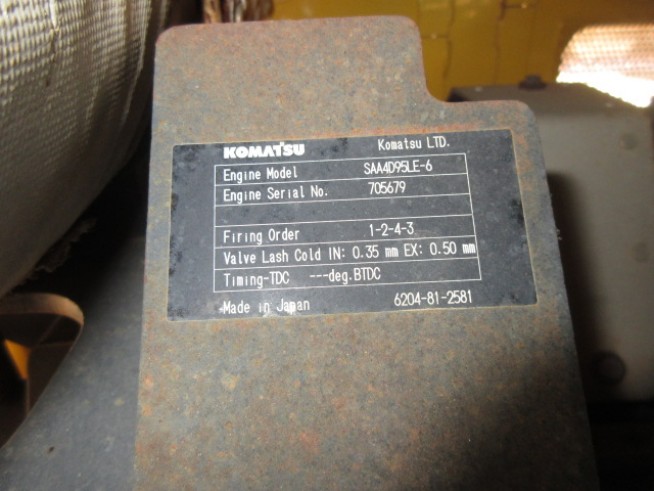 KOMATSU Komatsu LTD.
Engine Model SAA4D95LE-6
Engine Serial No. 705679
Firing Order 1-2-4-3
Valve Lash Cold IN: 0.35 mm EX: 0.50 mm
Timing-TDC ---deg.BTDC
Made in Japan 6204-81-2581